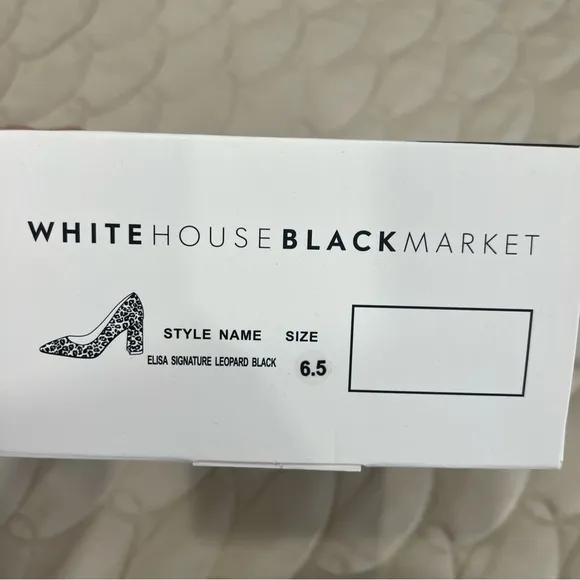 WHITEHOUSEBLACKMARKET
STYLE NAME SIZE
ELISA SIGNATURE LEOPARD BLACK 6.5